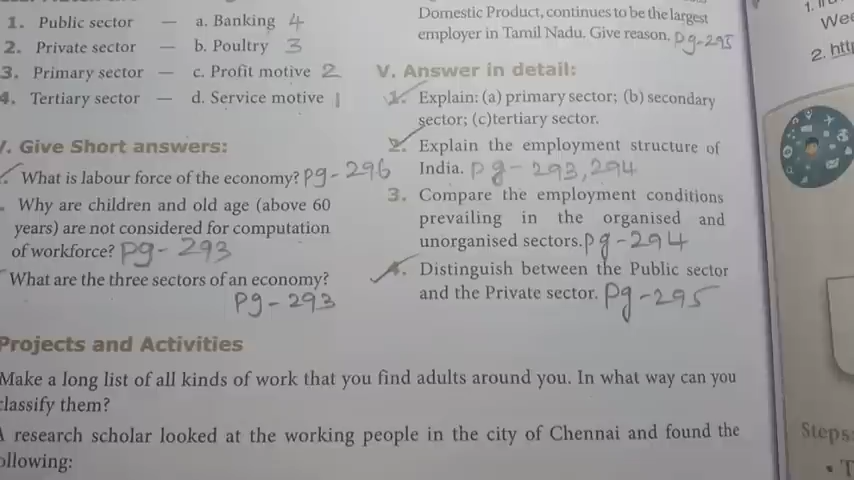 1. Public sector — a. Banking 4
2. Private sector — b. Poultry 3
3. Primary sector — c. Profit motive 2
4. Tertiary sector — d. Service motive 1
. Give Short answers:
What is labour force of the economy? pg-296
Why are children and old age (above 60
years) are not considered for computation
of workforce? pg-293
What are the three sectors of an economy?
pg-293
Domestic Product, continues to be the largest
employer in Tamil Nadu. Give reason. pg-295
V. Answer in detail:
1. Explain: (a) primary sector; (b) secondary
sector; (c)tertiary sector.
2. Explain the employment structure of
India. pg-293,294
3. Compare the employment conditions
prevailing in the organised and
unorganised sectors. pg-294
4. Distinguish between the Public sector
and the Private sector. pg-295
Projects and Activities
Make a long list of all kinds of work that you find adults around you. In what way can you
classify them?
A research scholar looked at the working people in the city of Chennai and found the
ollowing:
1.
Wee
2. htt
Steps:
• T